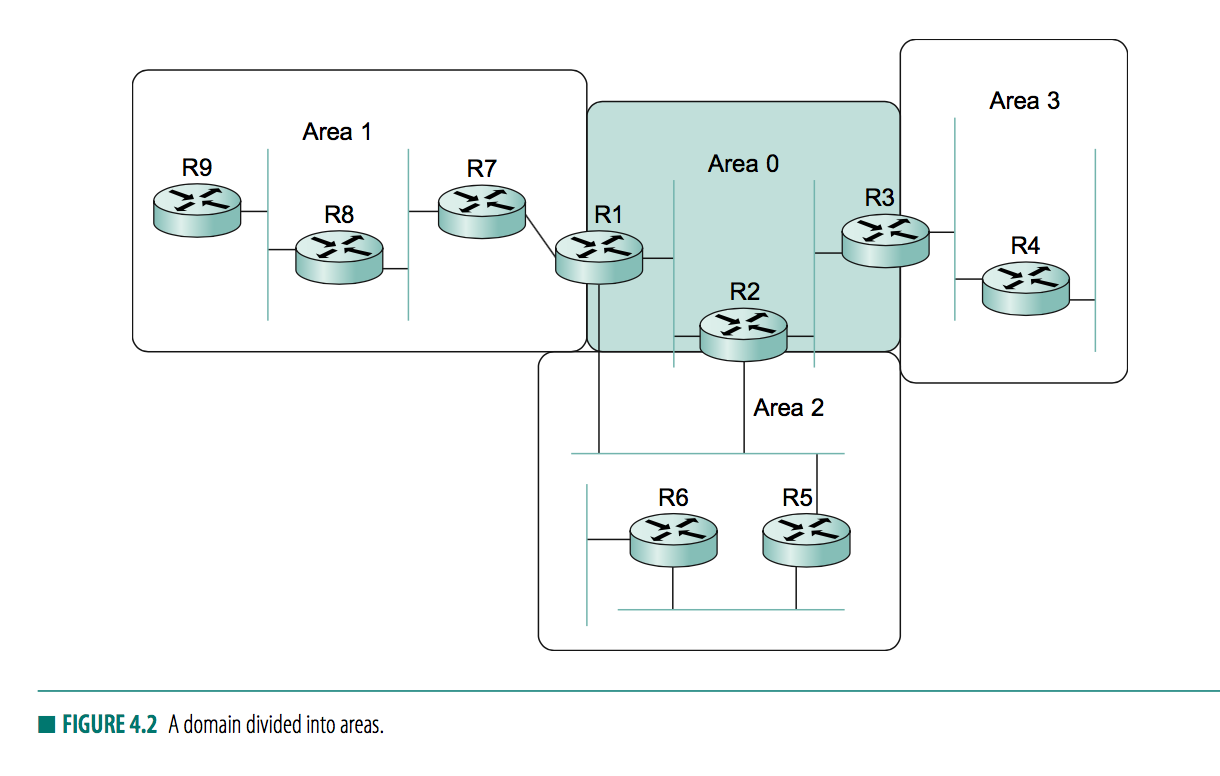 Area 3
Area 1
Area 0
R9
R7
R3
R8
R1
R4
R2
Area 2
R6
R5
FIGURE 4.2 A domain divided into areas.